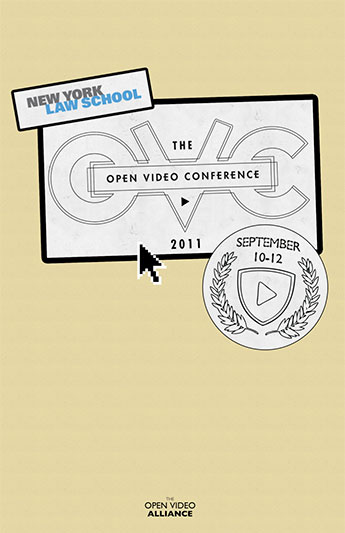 NEW YORK
LAW SCHOOL
OVC
THE
OPEN VIDEO CONFERENCE
2011
SEPTEMBER
10-12
THE
OPEN VIDEO
ALLIANCE